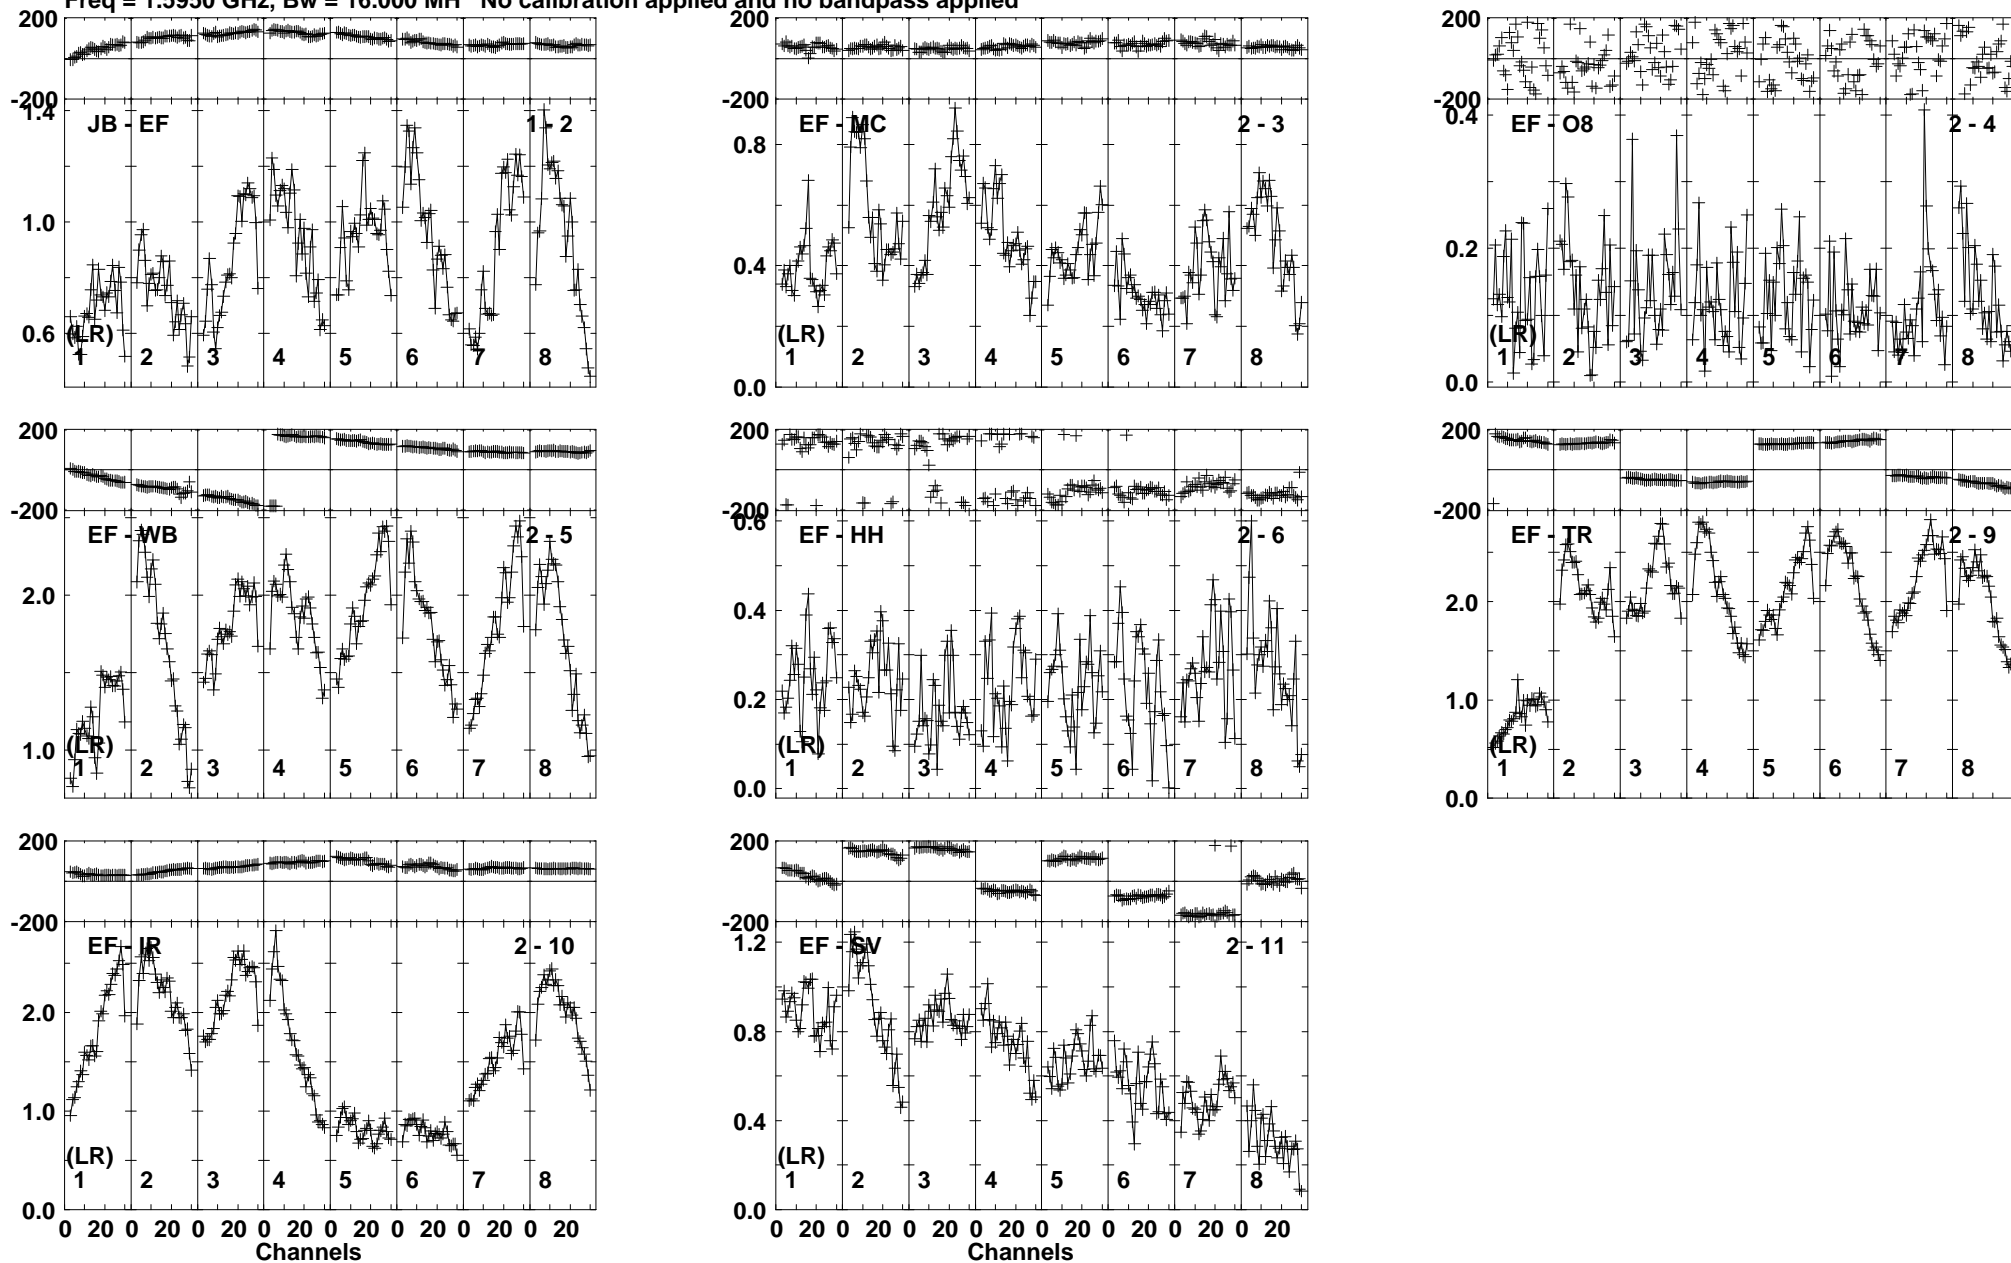 Freq = 1.5950 GHz, Bw = 16.000 MH No calibration applied and no bandpass applied
200
-200
1.4
1.0
0.6
JB - EF
1 - 2
(LR)
1 2 3 4 5 6 7 8
200
-200
0.8
0.4
0.0
EF - MC
2 - 3
(LR)
1 2 3 4 5 6 7 8
200
-200
0.4
0.2
0.0
EF - O8
2 - 4
(LR)
1 2 3 4 5 6 7 8
200
-200
2.0
1.0
EF - WB
2 - 5
(LR)
1 2 3 4 5 6 7 8
200
-200
0.6
0.4
0.2
0.0
EF - HH
2 - 6
(LR)
1 2 3 4 5 6 7 8
200
-200
2.0
1.0
0.0
EF - TR
2 - 9
(LR)
1 2 3 4 5 6 7 8
200
-200
2.0
1.0
0.0
EF - IR
2 - 10
(LR)
1 2 3 4 5 6 7 8
0 20 0 20 0 20 0 20 0 20 0 20 0 20 0 20
Channels
200
-200
1.2
0.8
0.4
0.0
EF - SV
2 - 11
(LR)
1 2 3 4 5 6 7 8
0 20 0 20 0 20 0 20 0 20 0 20 0 20 0 20
Channels